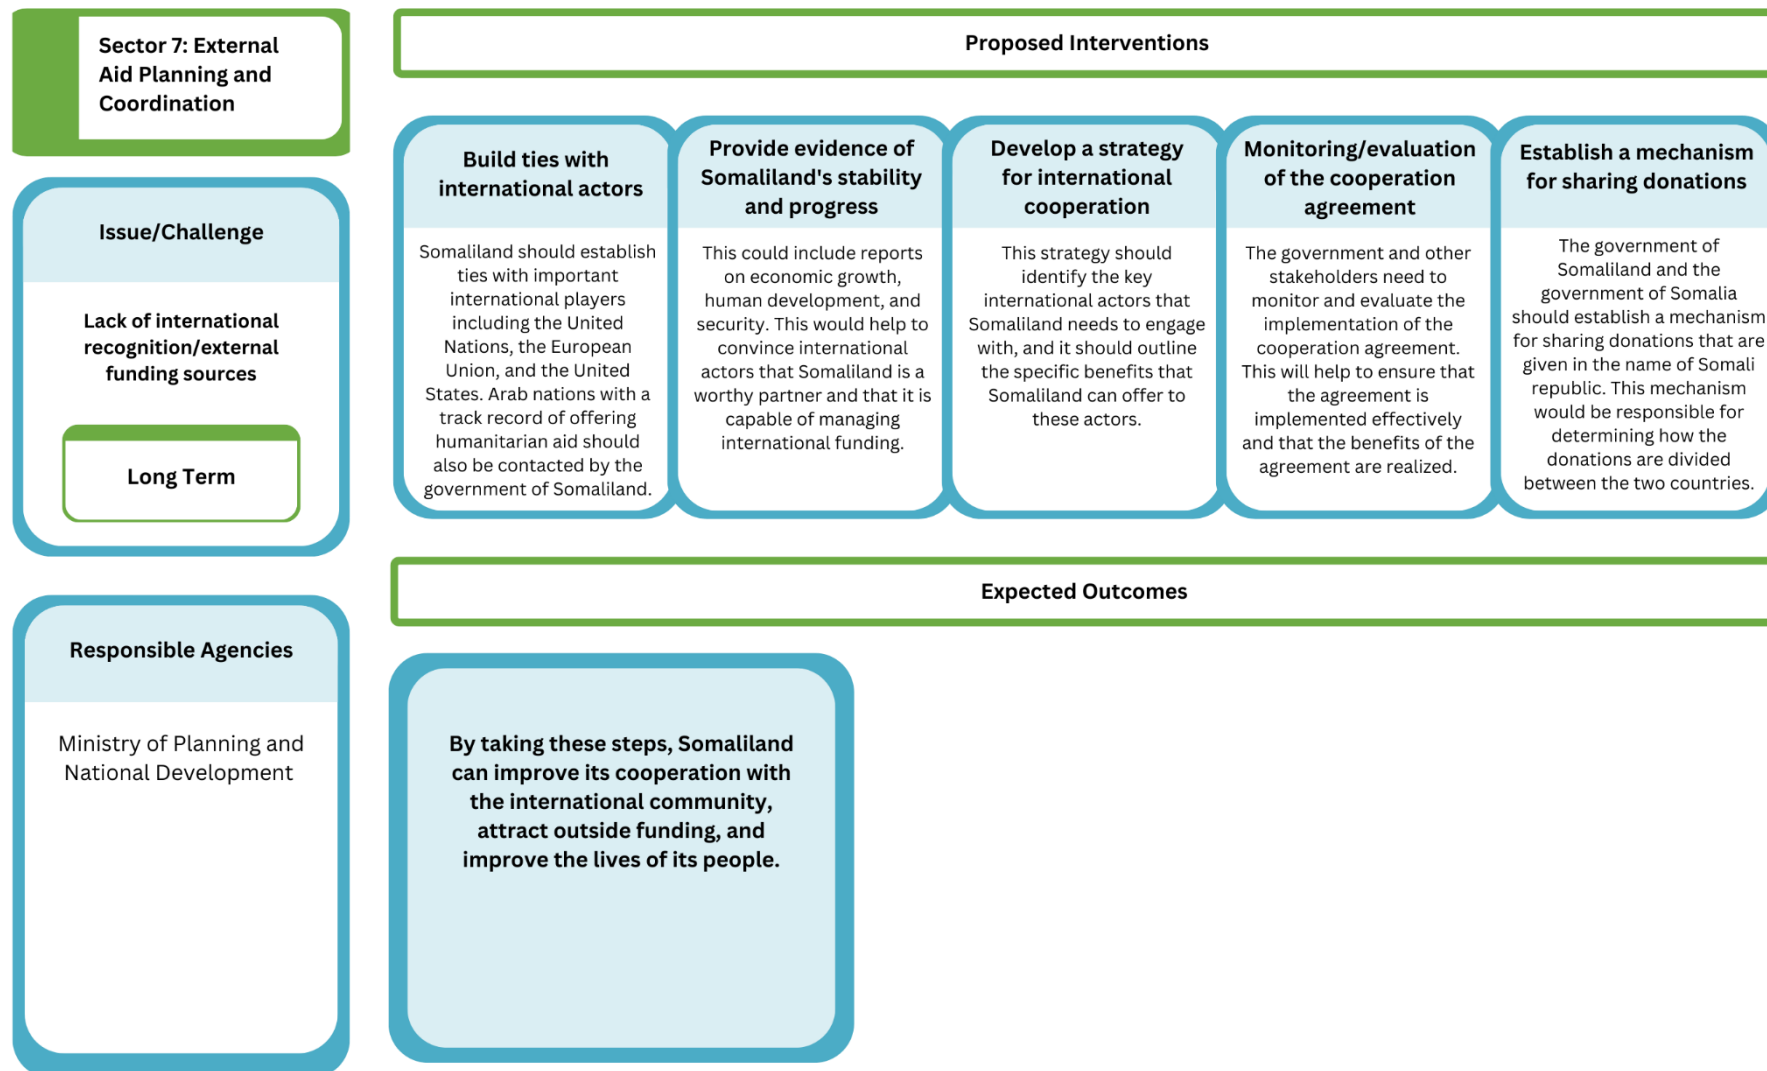 Sector 7: External
Aid Planning and
Coordination
Issue/Challenge
Lack of international
recognition/external
funding sources
Long Term
Responsible Agencies
Ministry of Planning and
National Development
Proposed Interventions
Build ties with
international actors
Somaliland should establish
ties with important
international players
including the United
Nations, the European
Union, and the United
States. Arab nations with a
track record of offering
humanitarian aid should
also be contacted by the
government of Somaliland.
Provide evidence of
Somaliland's stability
and progress
This could include reports
on economic growth,
human development, and
security. This would help to
convince international
actors that Somaliland is a
worthy partner and that it is
capable of managing
international funding.
Develop a strategy
for international
cooperation
This strategy should
identify the key
international actors that
Somaliland needs to engage
with, and it should outline
the specific benefits that
Somaliland can offer to
these actors.
Monitoring/evaluation
of the cooperation
agreement
The government and other
stakeholders need to
monitor and evaluate the
implementation of the
cooperation agreement.
This will help to ensure that
the agreement is
implemented effectively
and that the benefits of the
agreement are realized.
Establish a mechanism
for sharing donations
The government of
Somaliland and the
government of Somalia
should establish a mechanism
for sharing donations that are
given in the name of Somali
republic. This mechanism
would be responsible for
determining how the
donations are divided
between the two countries.
Expected Outcomes
By taking these steps, Somaliland
can improve its cooperation with
the international community,
attract outside funding, and
improve the lives of its people.